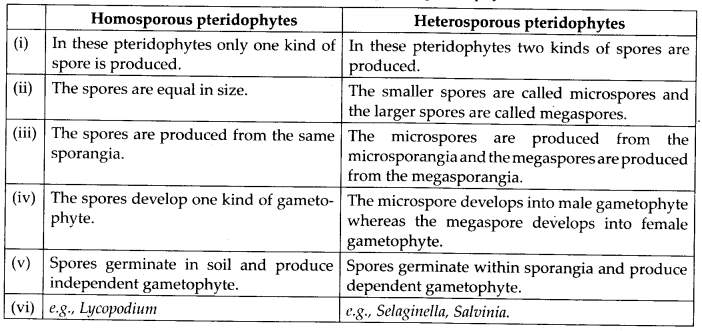 Homosporous pteridophytes Heterosporous pteridophytes
(i) In these pteridophytes only one kind of spore is produced. In these pteridophytes two kinds of spores are produced.
(ii) The spores are equal in size. The smaller spores are called microspores and the larger spores are called megaspores.
(iii) The spores are produced from the same sporangia. The microspores are produced from the microsporangia and the megaspores are produced from the megasporangia.
(iv) The spores develop one kind of gameto-phyte. The microspore develops into male gametophyte whereas the megaspore develops into female gametophyte.
(v) Spores germinate in soil and produce independent gametophyte. Spores germinate within sporangia and produce dependent gametophyte.
(vi) e.g., Lycopodium e.g., Selaginella, Salvinia.